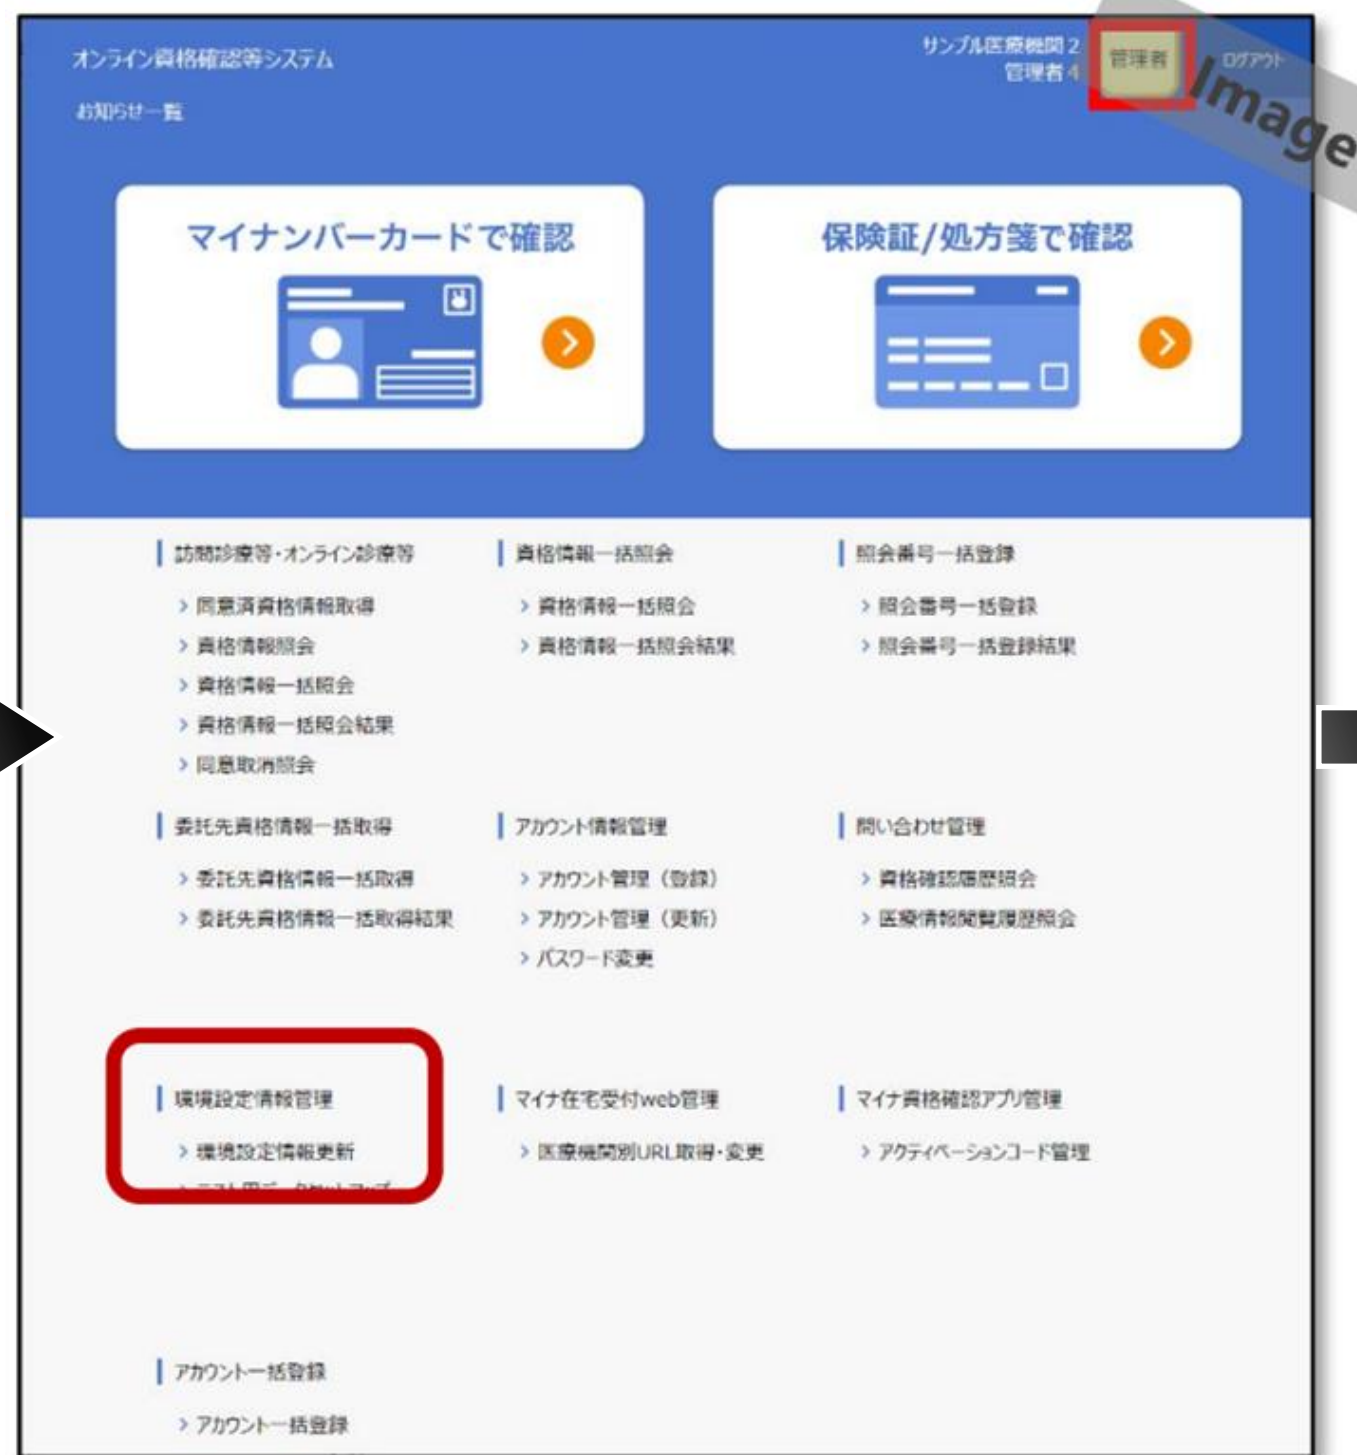 オンライン資格確認等システム
サンプル医療機関2
管理者4
管理者
ログアウト
お知らせ一覧
Image
マイナンバーカードで確認
保険証/処方箋で確認
訪問診療等・オンライン診療等
資格情報一括照会
照会番号一括登録
> 同意済資格情報取得
> 資格情報一括照会
> 照会番号一括登録
> 資格情報照会
> 資格情報一括照会結果
> 照会番号一括登録結果
> 資格情報一括照会
> 資格情報一括照会結果
> 同意取消照会
委託先資格情報一括取得
アカウント情報管理
問い合わせ管理
> 委託先資格情報一括取得
> アカウント管理（登録）
> 資格確認履歴照会
> 委託先資格情報一括取得結果
> アカウント管理（更新）
> 医療情報閲覧履歴照会
> パスワード変更
環境設定情報管理
マイナ在宅受付web管理
マイナ資格確認アプリ管理
> 環境設定情報更新
> 医療機関別URL取得・変更
> アクティベーションコード管理
アカウント一括登録
> アカウント一括登録